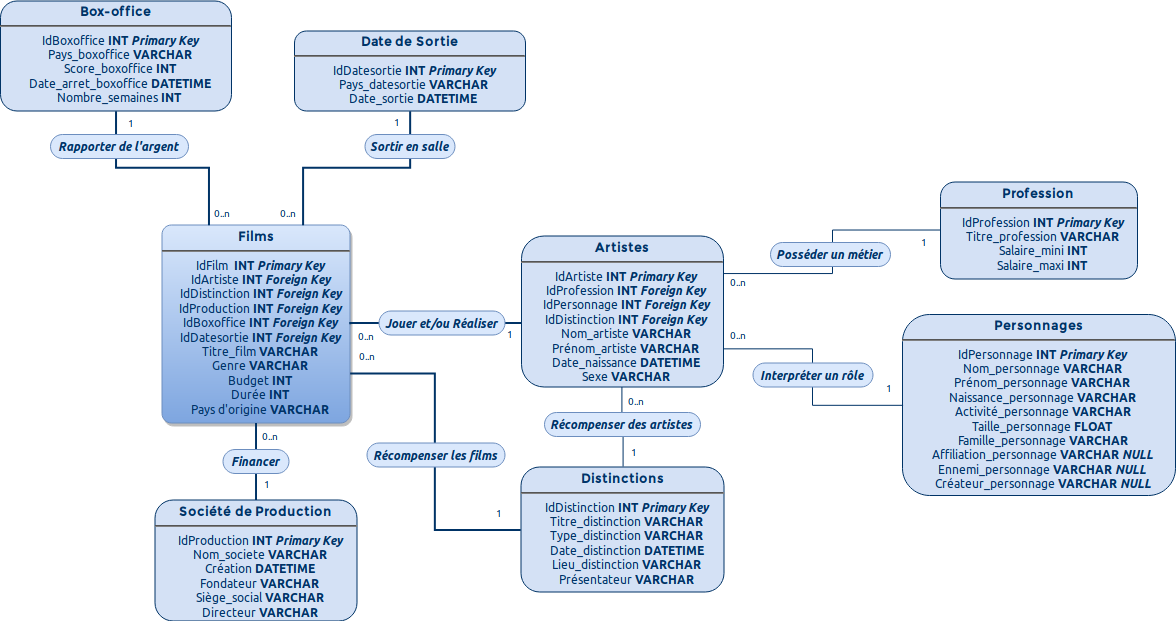 Box-office
IdBoxoffice INT Primary Key
Pays_boxoffice VARCHAR
Score_boxoffice INT
Date_arret_boxoffice DATETIME
Nombre_semaines INT
1
Rapporter de l'argent
0..n
Date de Sortie
IdDatesortie INT Primary Key
Pays_datesortie VARCHAR
Date_sortie DATETIME
1
Sortir en salle
0..n
Films
IdFilm INT Primary Key
IdArtiste INT Foreign Key
IdDistinction INT Foreign Key
IdProduction INT Foreign Key
IdBoxoffice INT Foreign Key
IdDatesortie INT Foreign Key
Titre_film VARCHAR
Genre VARCHAR
Budget INT
Durée INT
Pays d'origine VARCHAR
0..n
Jouer et/ou Réaliser
1
Artistes
IdArtiste INT Primary Key
IdProfession INT Foreign Key
IdPersonnage INT Foreign Key
IdDistinction INT Foreign Key
Nom_artiste VARCHAR
Prénom_artiste VARCHAR
Date_naissance DATETIME
Sexe VARCHAR
0..n
Posséder un métier
1
Profession
IdProfession INT Primary Key
Titre_profession VARCHAR
Salaire_mini INT
Salaire_maxi INT
0..n
Interpréter un rôle
1
Personnages
IdPersonnage INT Primary Key
Nom_personnage VARCHAR
Prénom_personnage VARCHAR
Naissance_personnage VARCHAR
Activité_personnage VARCHAR
Taille_personnage FLOAT
Famille_personnage VARCHAR
Affiliation_personnage VARCHAR NULL
Ennemi_personnage VARCHAR NULL
Créateur_personnage VARCHAR NULL
0..n
Récompenser les films
1
0..n
Récompenser des artistes
1
0..n
Financer
1
Société de Production
IdProduction INT Primary Key
Nom_societe VARCHAR
Création DATETIME
Fondateur VARCHAR
Siège_social VARCHAR
Directeur VARCHAR
Distinctions
IdDistinction INT Primary Key
Titre_distinction VARCHAR
Type_distinction VARCHAR
Date_distinction DATETIME
Lieu_distinction VARCHAR
Présentateur VARCHAR